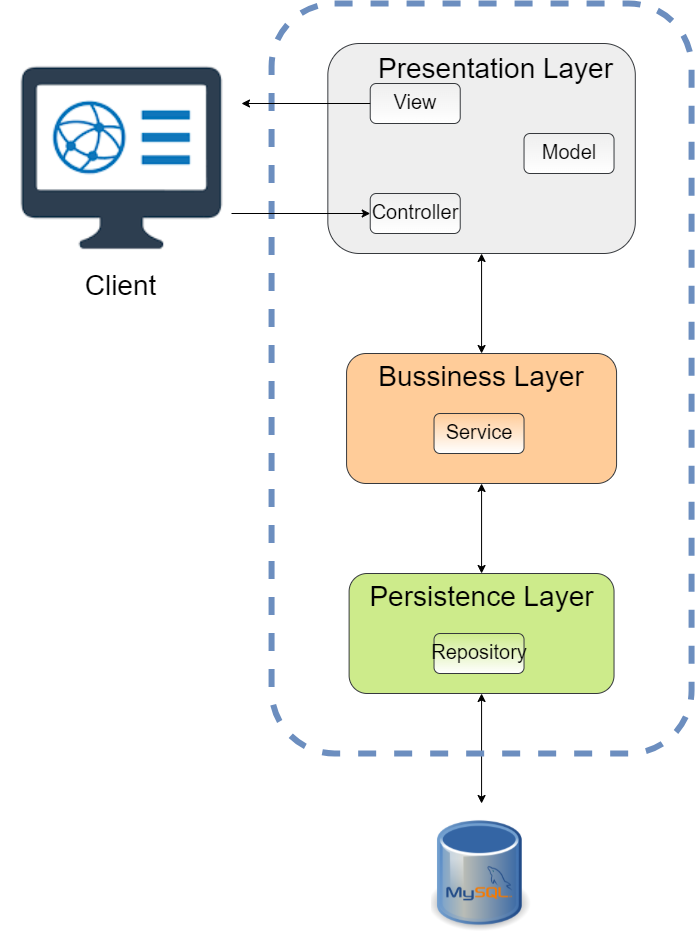 Presentation Layer
View
Model
Controller
Client
Bussiness Layer
Service
Persistence Layer
Repository
MySQL